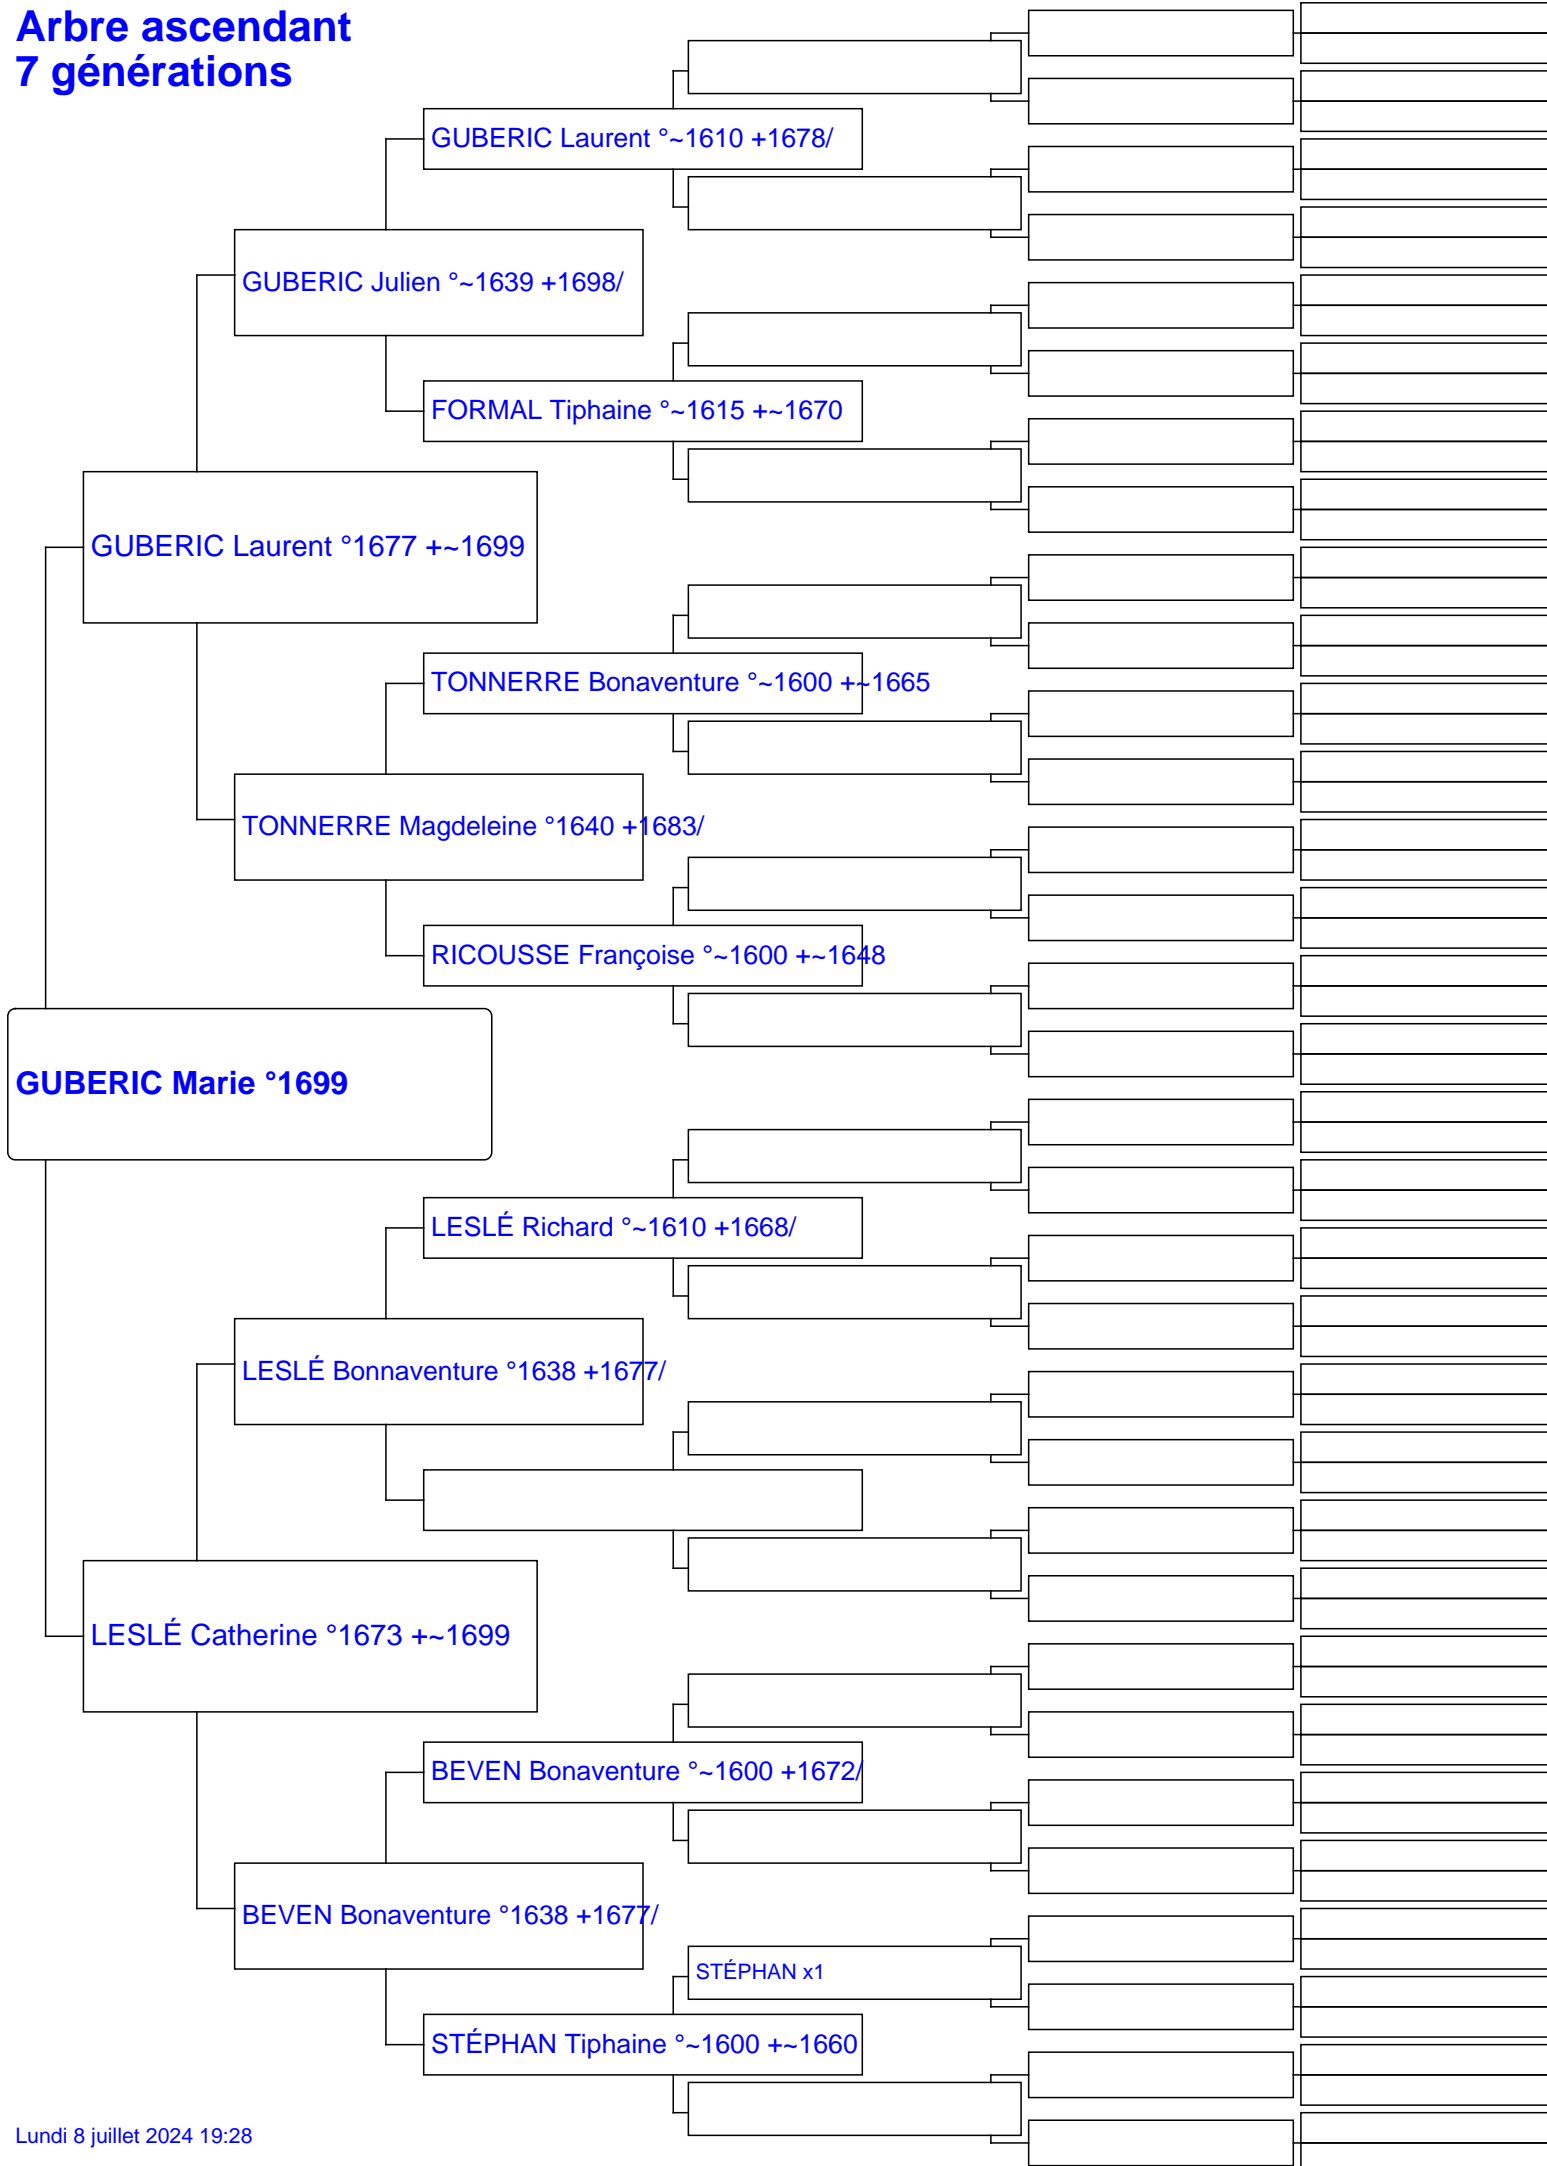 Arbre ascendant
7 générations
GUBERIC Laurent °~1610 +1678/
GUBERIC Julien °~1639 +1698/
FORMAL Tiphaine °~1615 +~1670
GUBERIC Laurent °1677 +~1699
TONNERRE Bonaventure °~1600 +~1665
TONNERRE Magdeleine °1640 +1683/
RICOUSSE Françoise °~1600 +~1648
GUBERIC Marie °1699
LESLÉ Richard °~1610 +1668/
LESLÉ Bonnaventure °1638 +1677/
LESLÉ Catherine °1673 +~1699
BEVEN Bonaventure °~1600 +1672/
BEVEN Bonaventure °1638 +1677/
STÉPHAN x1
STÉPHAN Tiphaine °~1600 +~1660
Lundi 8 juillet 2024 19:28